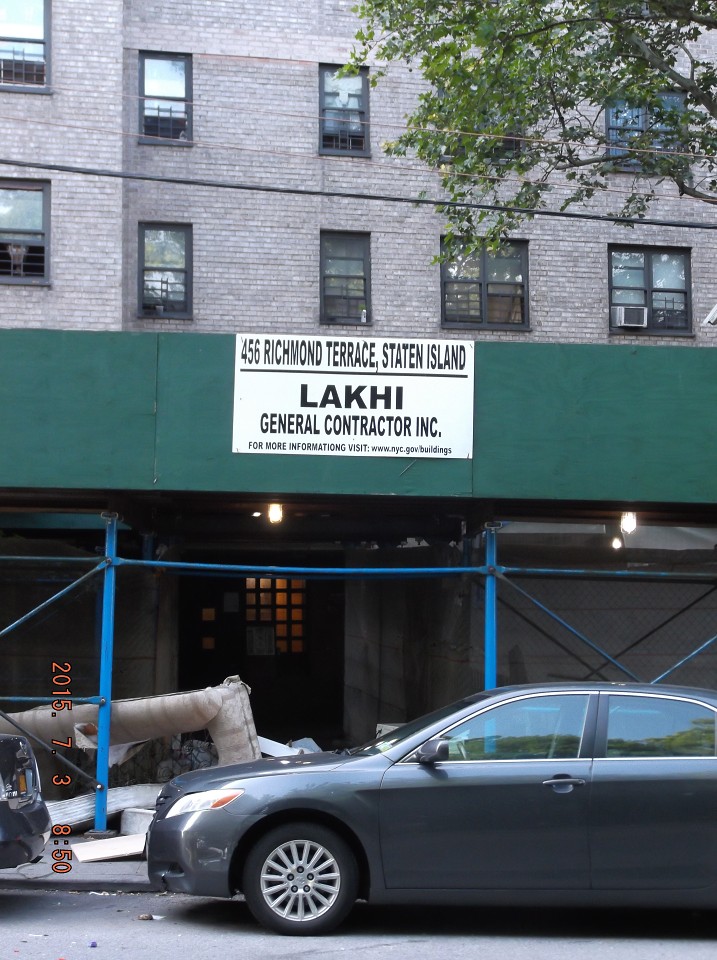 456 RICHMOND TERRACE, STATEN ISLAND
LAKHI
GENERAL CONTRACTOR INC.
FOR MORE INFORMATIONG VISIT: www.nyc.gov/buildings
2015. 7. 3 8:50